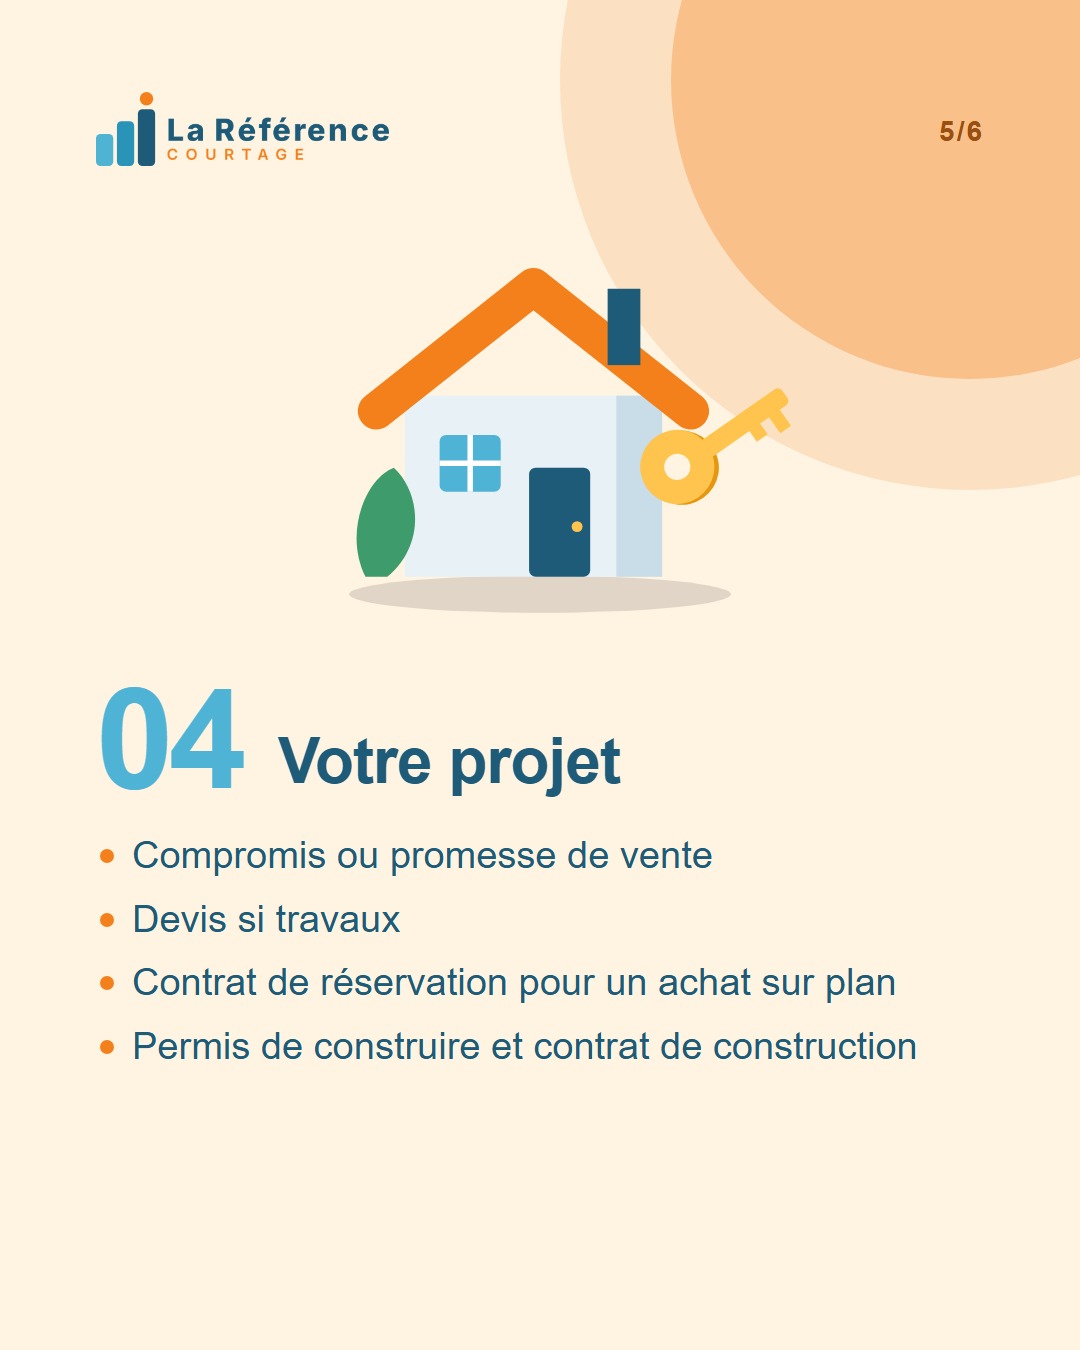 La Référence
COURTAGE
5/6
04 Votre projet
Compromis ou promesse de vente
Devis si travaux
Contrat de réservation pour un achat sur plan
Permis de construire et contrat de construction